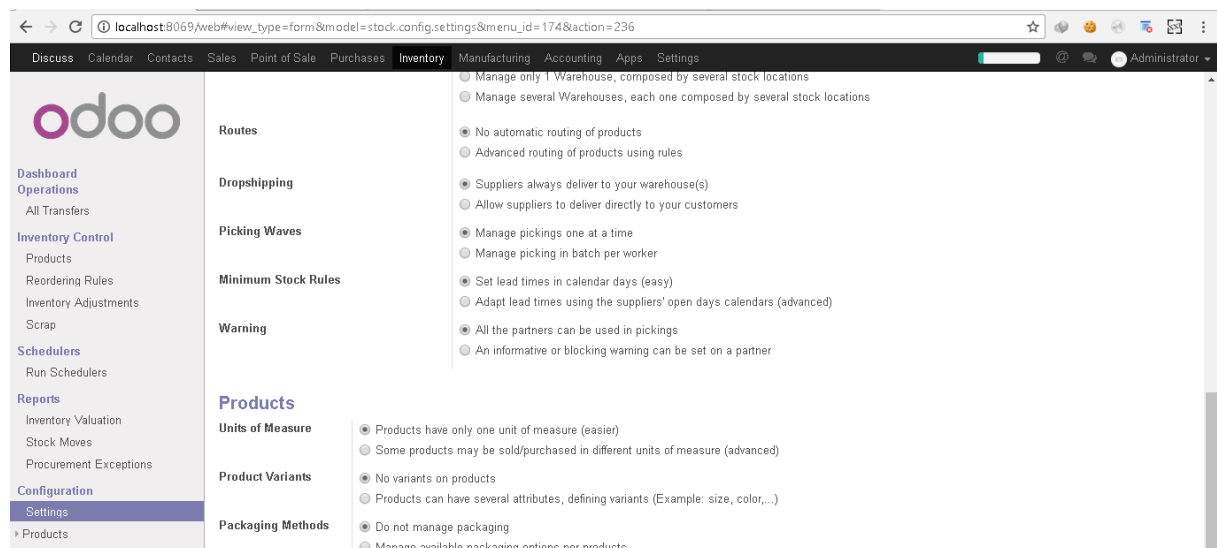 localhost:8069/web#view_type=form&model=stock.config.settings&menu_id=174&action=236
Discuss Calendar Contacts Sales Point of Sale Purchases Inventory Manufacturing Accounting Apps Settings @ Administrator
odoo
Dashboard
Operations
All Transfers
Inventory Control
Products
Reordering Rules
Inventory Adjustments
Scrap
Schedulers
Run Schedulers
Reports
Inventory Valuation
Stock Moves
Procurement Exceptions
Configuration
Settings
Products
Manage only 1 Warehouse, composed by several stock locations
Manage several Warehouses, each one composed by several stock locations
Routes
No automatic routing of products
Advanced routing of products using rules
Dropshipping
Suppliers always deliver to your warehouse(s)
Allow suppliers to deliver directly to your customers
Picking Waves
Manage pickings one at a time
Manage picking in batch per worker
Minimum Stock Rules
Set lead times in calendar days (easy)
Adapt lead times using the suppliers' open days calendars (advanced)
Warning
All the partners can be used in pickings
An informative or blocking warning can be set on a partner
Products
Units of Measure
Products have only one unit of measure (easier)
Some products may be sold/purchased in different units of measure (advanced)
Product Variants
No variants on products
Products can have several attributes, defining variants (Example: size, color,...)
Packaging Methods
Do not manage packaging
Manage available packaging options per products